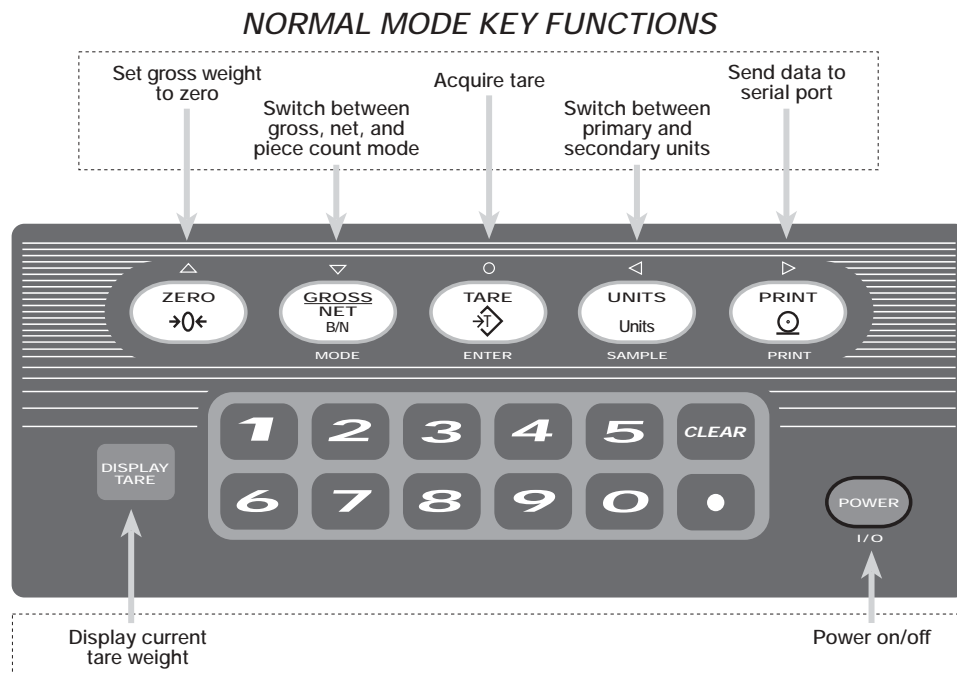 NORMAL MODE KEY FUNCTIONS
Set gross weight
to zero
Switch between
gross, net, and
piece count mode
Acquire tare
Switch between
primary and
secondary units
Send data to
serial port
ZERO
→0←
GROSS
NET
B/N
MODE
TARE
T
ENTER
UNITS
Units
SAMPLE
PRINT
PRINT
1 2 3 4 5 CLEAR
6 7 8 9 0 .
DISPLAY
TARE
POWER
I/O
Display current
tare weight
Power on/off